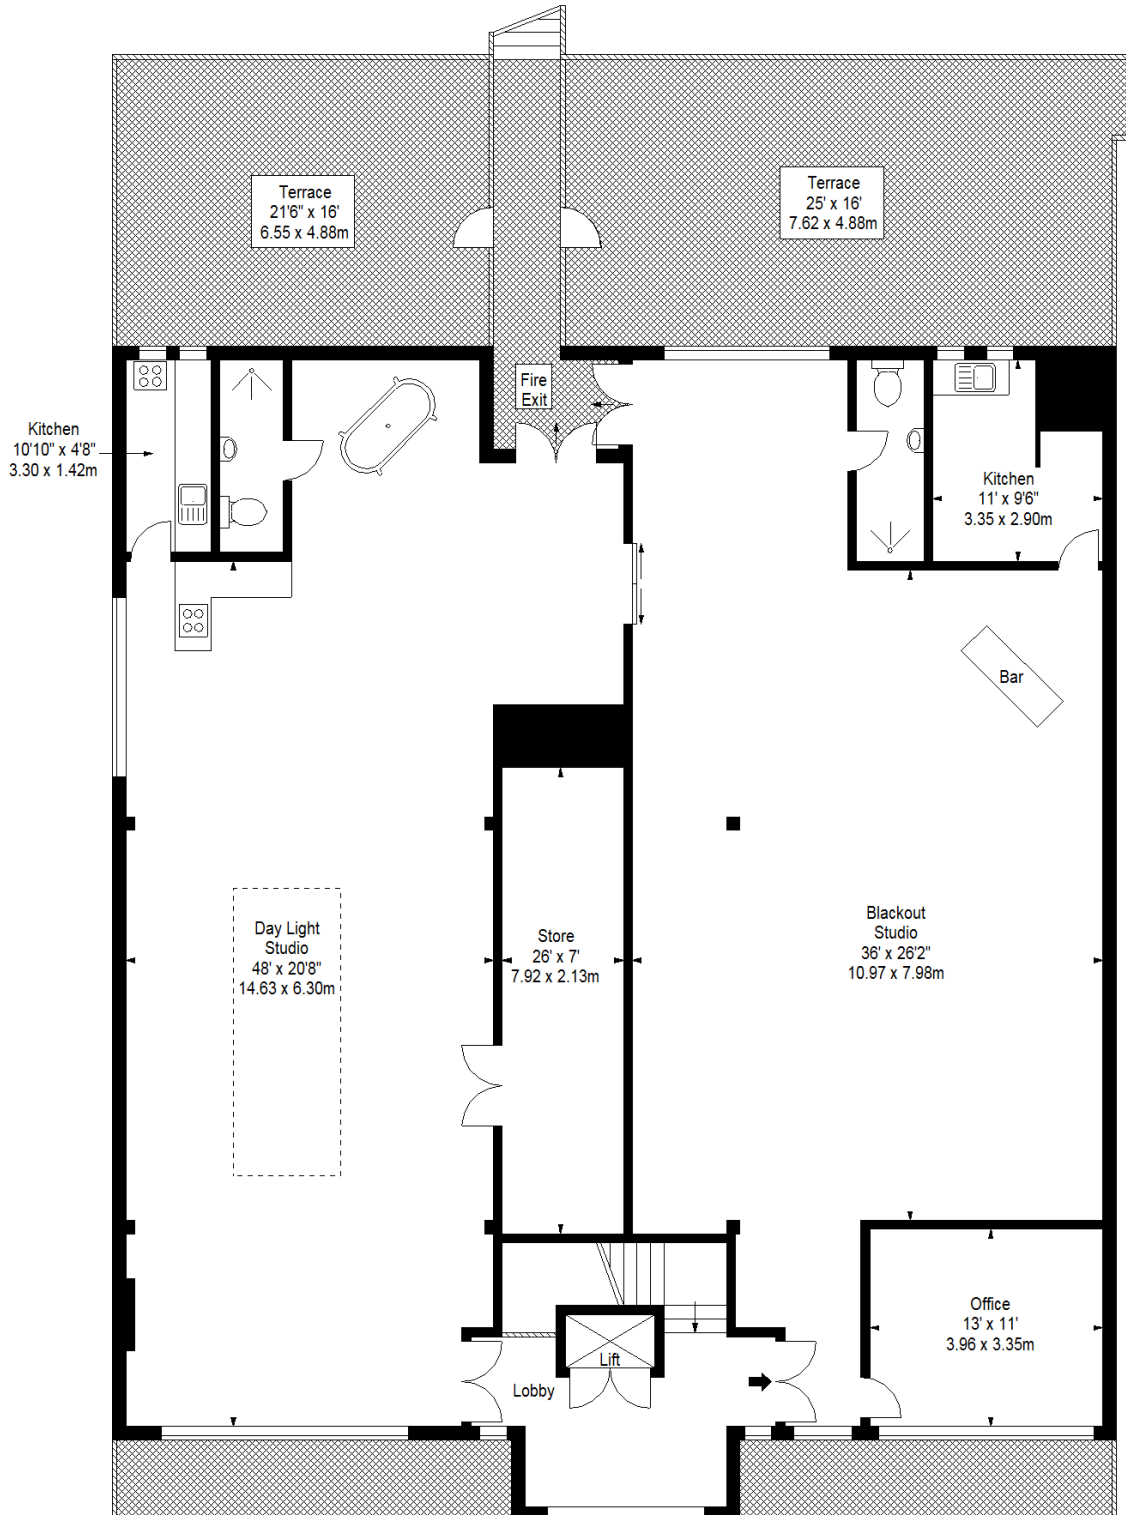 Terrace
21'6" x 16'
6.55 x 4.88m
Terrace
25' x 16'
7.62 x 4.88m
Fire
Exit
Kitchen
10'10" x 4'8"
3.30 x 1.42m
Kitchen
11' x 9'6"
3.35 x 2.90m
Bar
Day Light
Studio
48' x 20'8"
14.63 x 6.30m
Store
26' x 7'
7.92 x 2.13m
Blackout
Studio
36' x 26'2"
10.97 x 7.98m
Office
13' x 11'
3.96 x 3.35m
Lift
Lobby